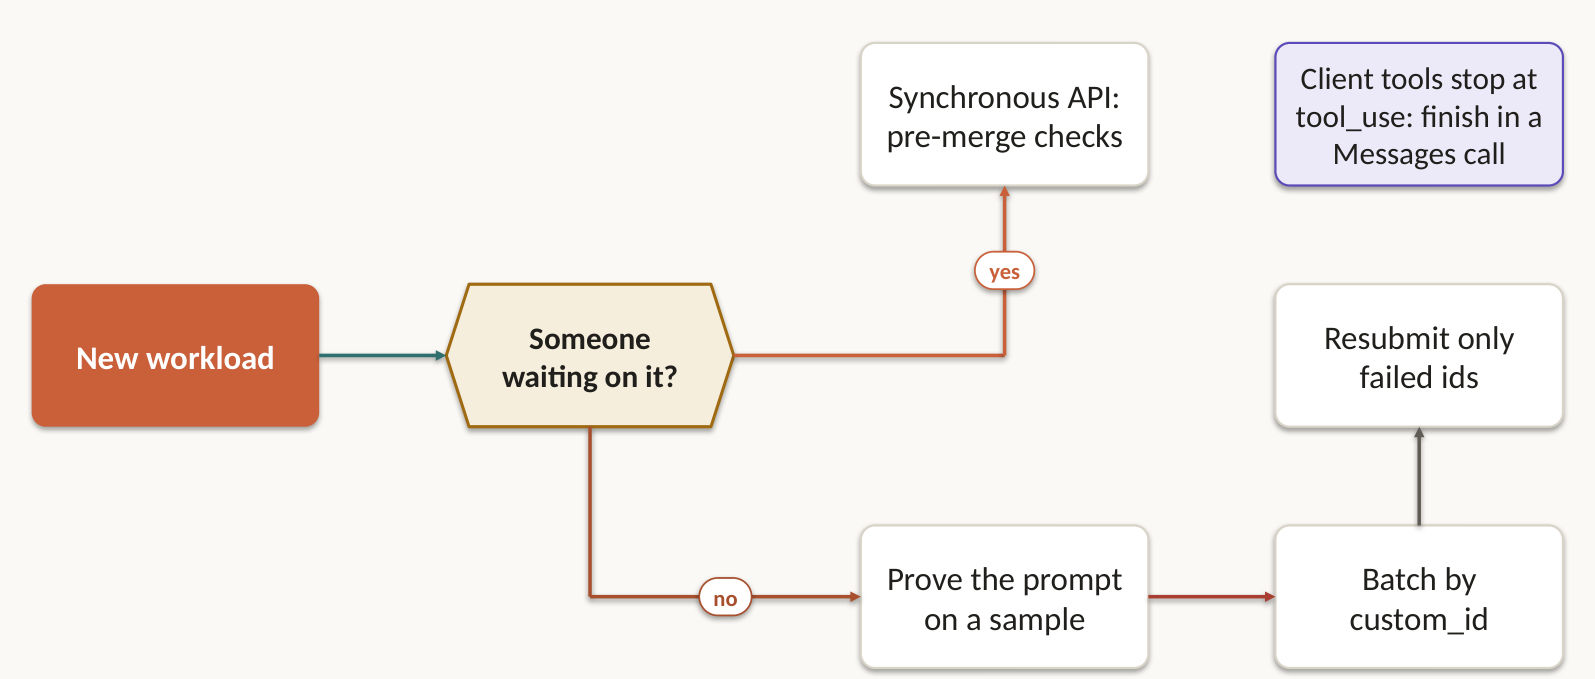 Synchronous API:
pre-merge checks
Client tools stop at
tool_use: finish in a
Messages call
yes
New workload
Someone
waiting on it?
Resubmit only
failed ids
no
Prove the prompt
on a sample
Batch by
custom_id